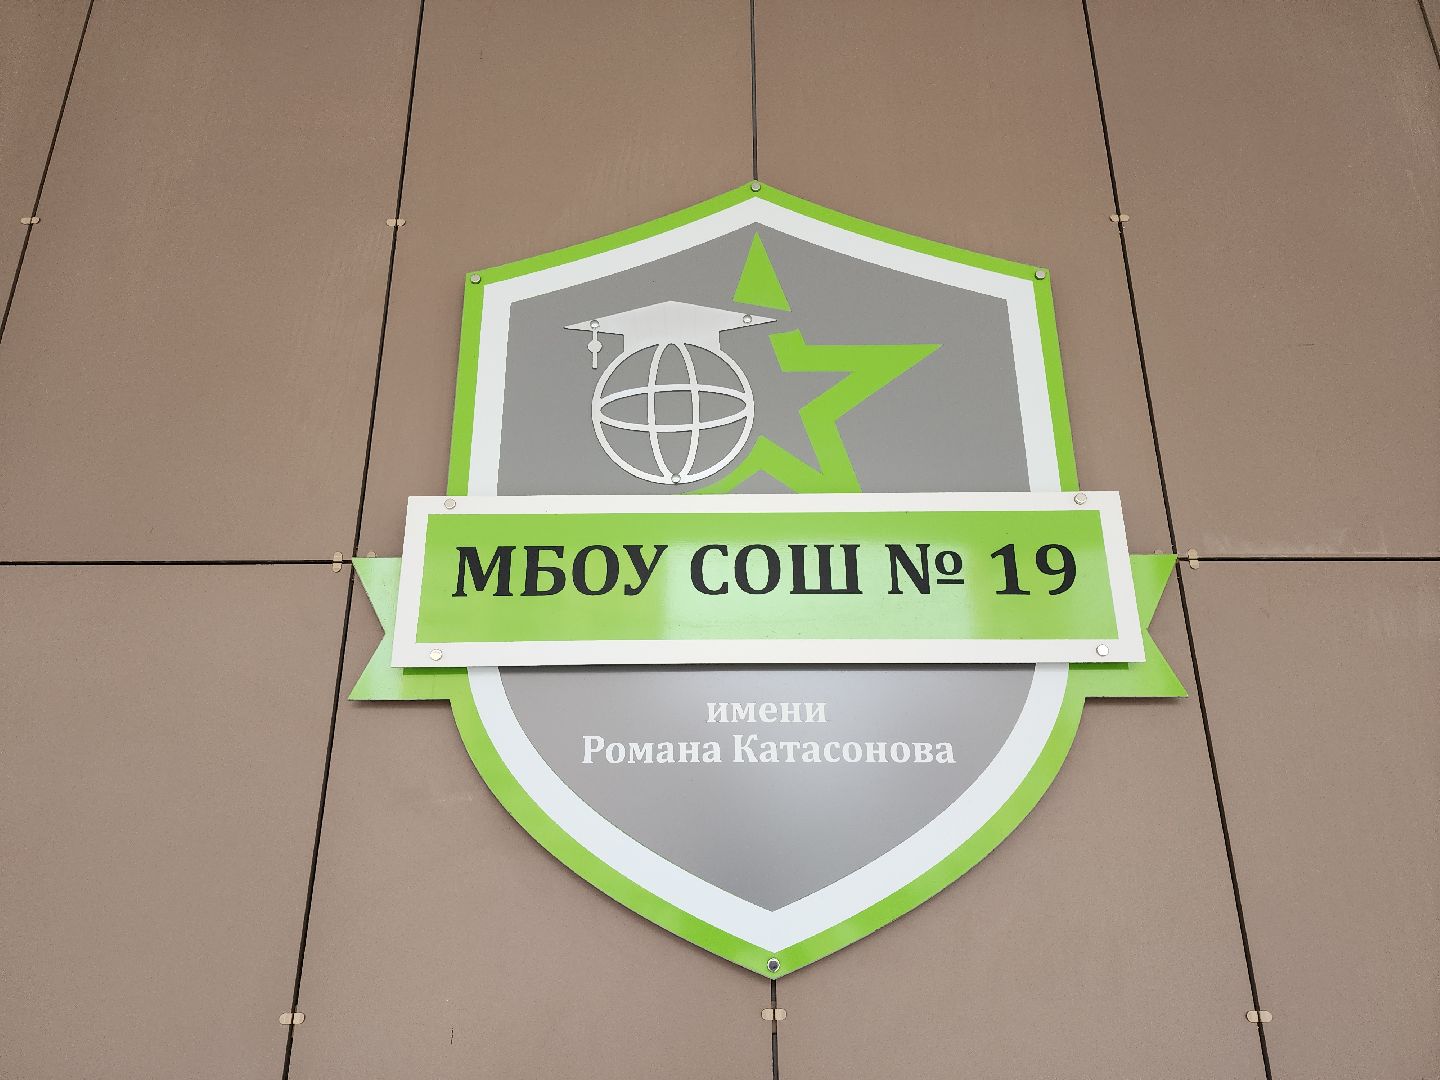 МБОУ СОШ № 19
имени
Романа Катасонова